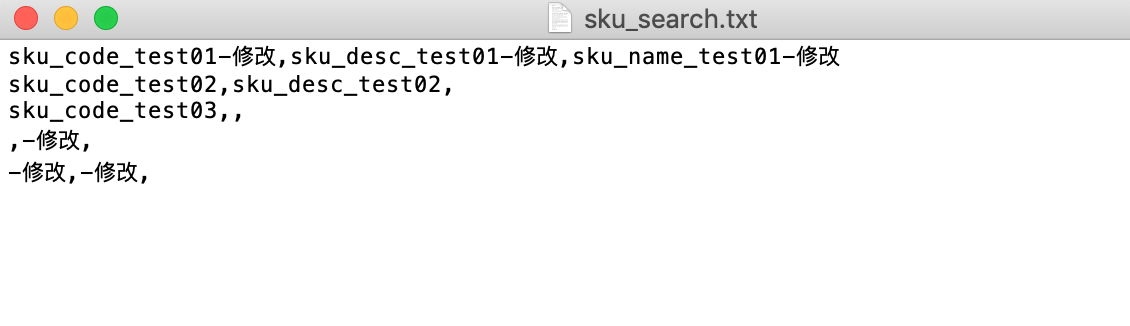 sku_search.txt
sku_code_test01-修改,sku_desc_test01-修改,sku_name_test01-修改
sku_code_test02,sku_desc_test02,
sku_code_test03,,
,-修改,
-修改,-修改,